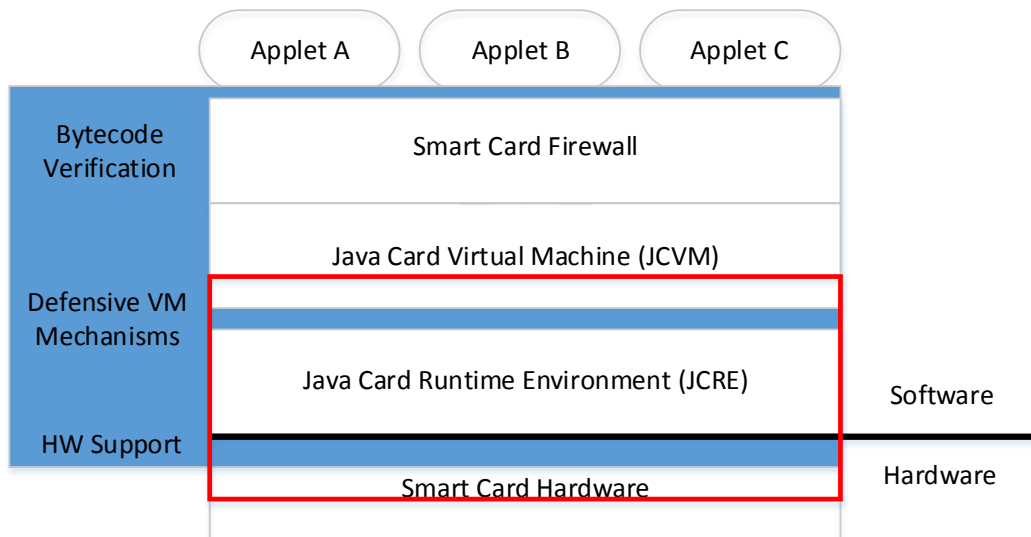 Applet A
Applet B
Applet C
Bytecode
Verification
Smart Card Firewall
Java Card Virtual Machine (JCVM)
Defensive VM
Mechanisms
Java Card Runtime Environment (JCRE)
Software
HW Support
Hardware
Smart Card Hardware